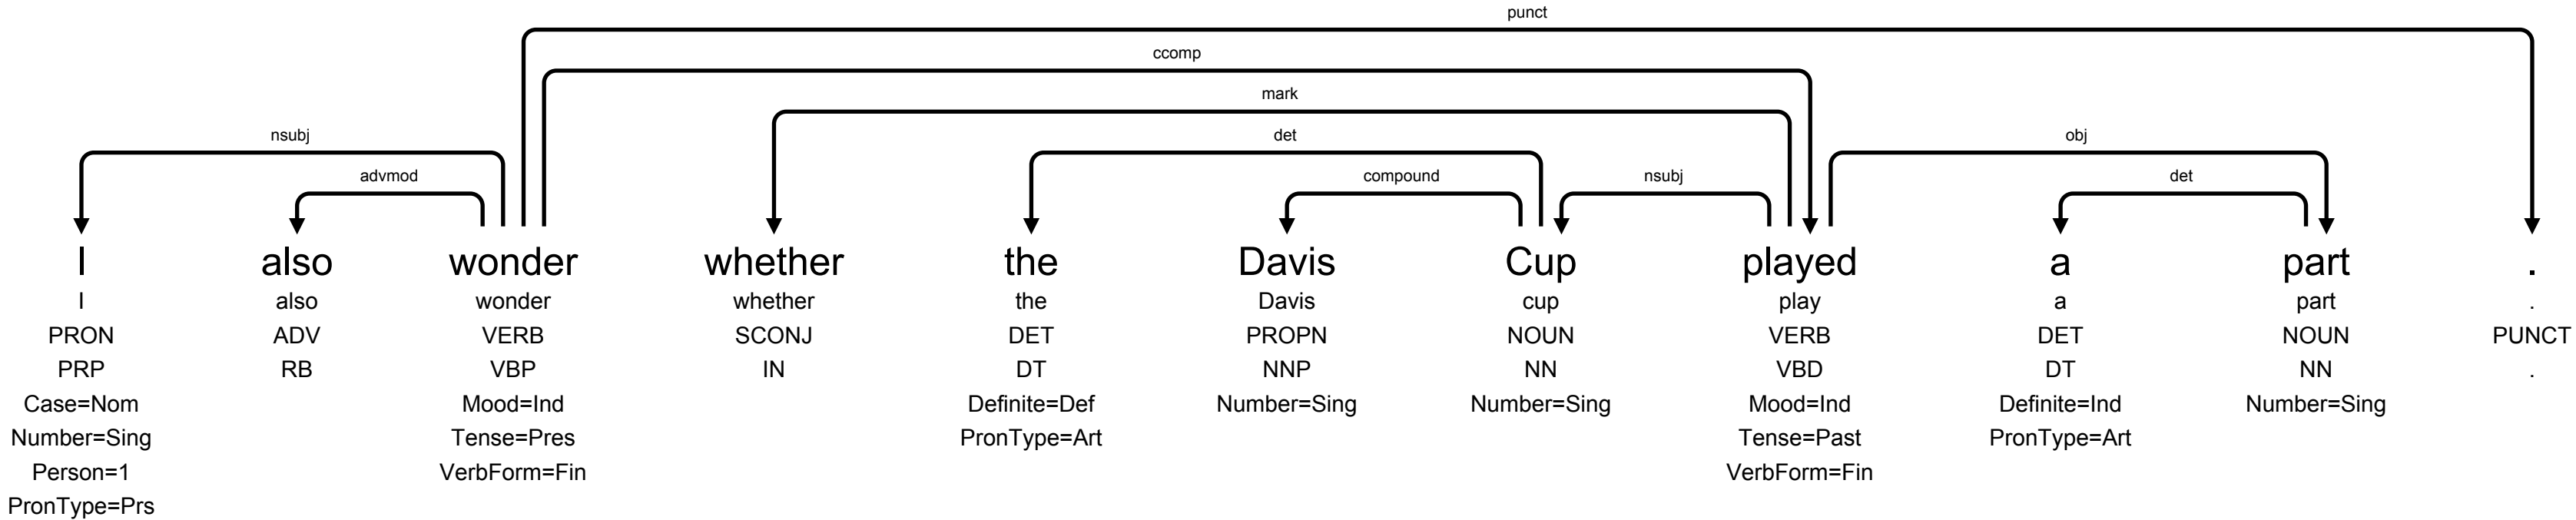 punct
ccomp
mark
nsubj det obj
advmod compound nsubj det
I also wonder whether the Davis Cup played a part .
I also wonder whether the Davis cup play a part .
PRON ADV VERB SCONJ DET PROPN NOUN VERB DET NOUN PUNCT
PRP RB VBP IN DT NNP NN VBD DT NN .
Case=Nom Mood=Ind Definite=Def Number=Sing Number=Sing Mood=Ind Definite=Ind Number=Sing
Number=Sing Tense=Pres PronType=Art Tense=Past PronType=Art
Person=1 VerbForm=Fin VerbForm=Fin
PronType=Prs